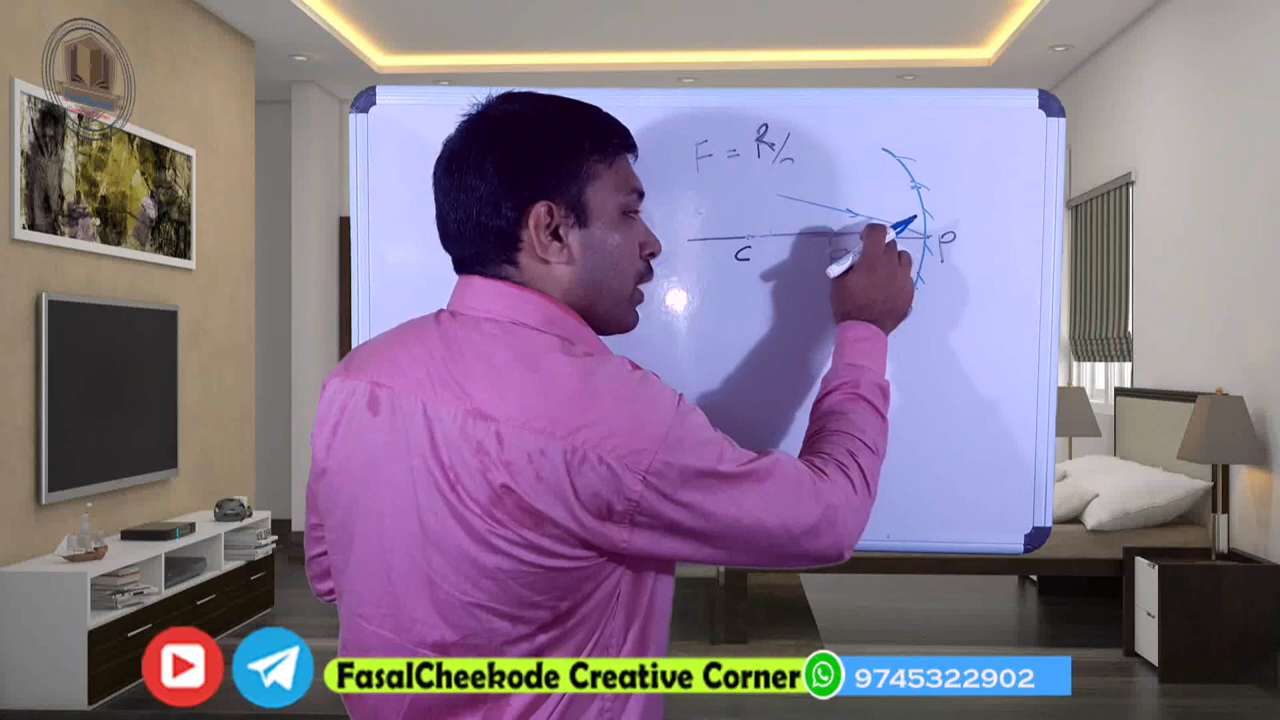 F = R/2
C
P
FasalCheekode Creative Corner
9745322902